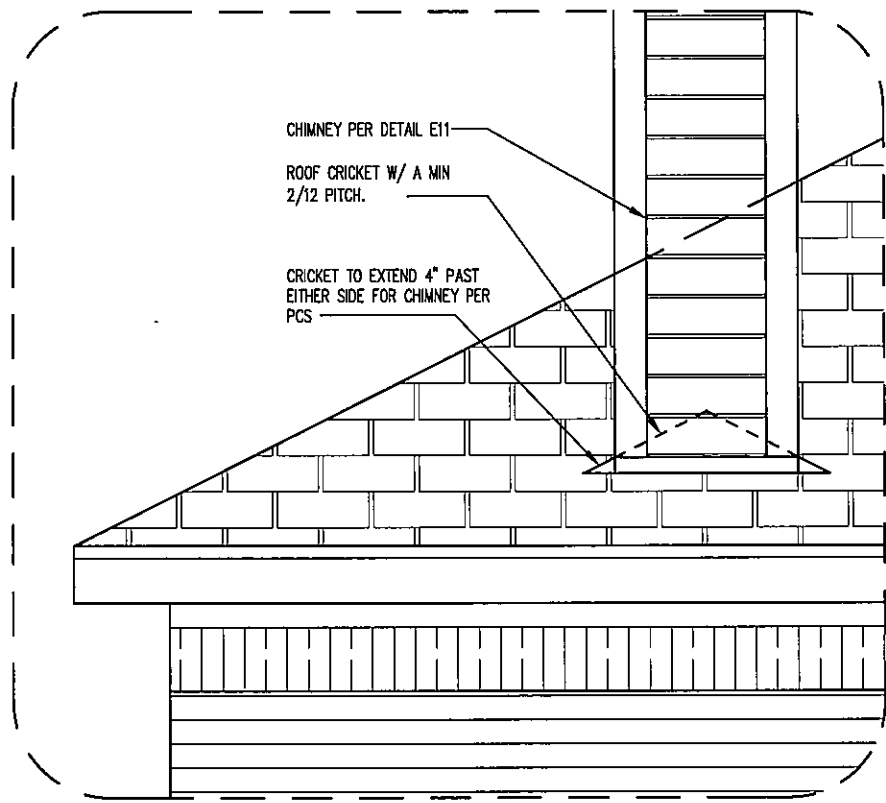 CHIMNEY PER DETAIL E11
ROOF CRICKET W/ A MIN
2/12 PITCH.
CRICKET TO EXTEND 4" PAST
EITHER SIDE FOR CHIMNEY PER
PCS